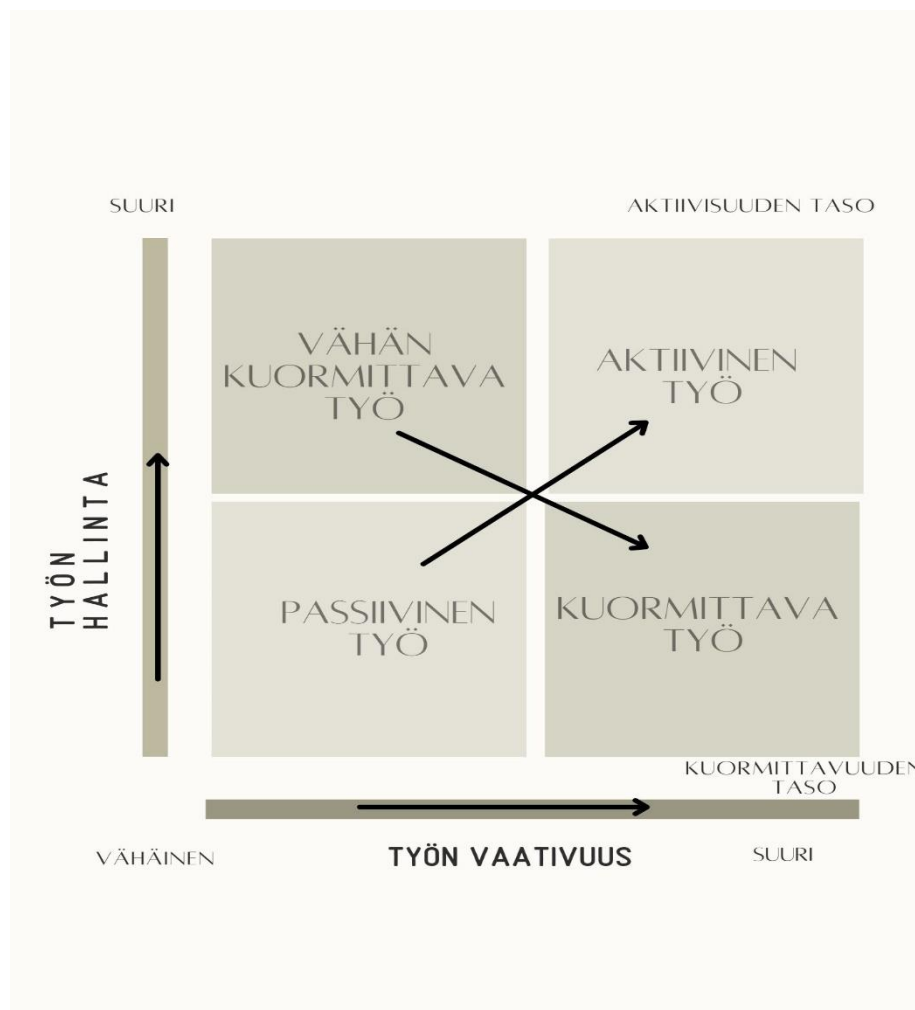 SUURI
AKTIIVISUUDEN TASO
VÄHÄN
KUORMITTAVA
TYÖ
AKTIIVINEN
TYÖ
TYÖN
HALLINTA
PASSIIVINEN
TYÖ
KUORMITTAVA
TYÖ
KUORMITTAVUUDEN
TASO
VÄHÄINEN
TYÖN VAATIVUUS
SUURI